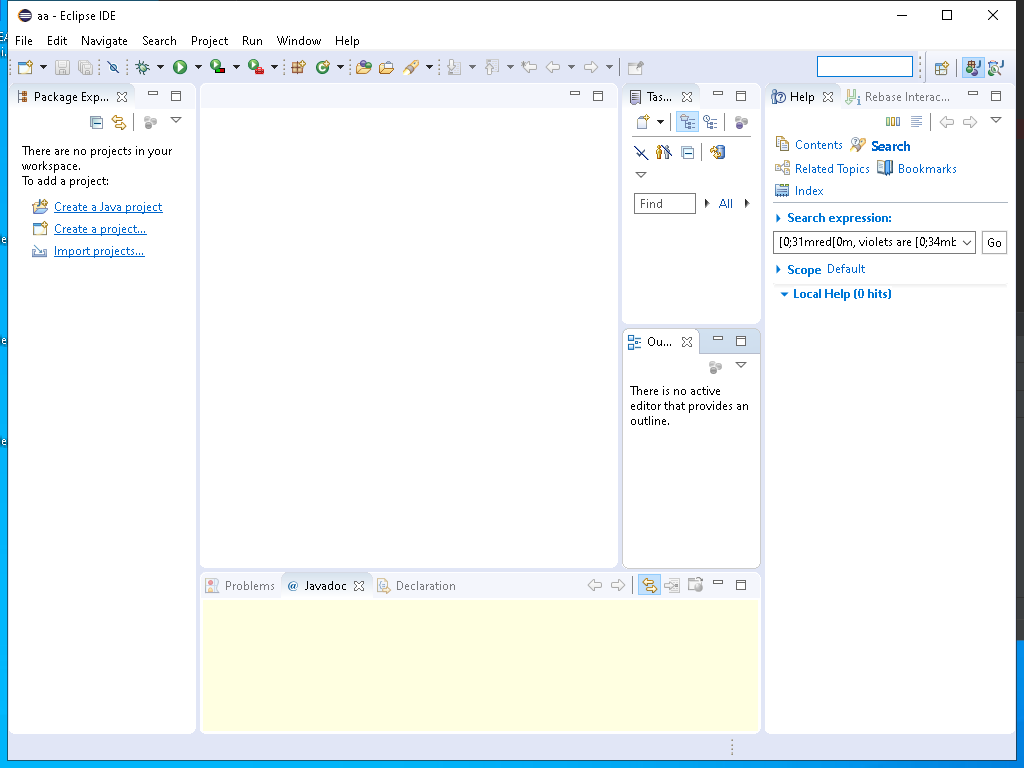 aa - Eclipse IDE
File Edit Navigate Search Project Run Window Help
Package Exp...
There are no projects in your
workspace.
To add a project:
Create a Java project
Create a project...
Import projects...
Tas...
Find
All
Ou...
There is no active
editor that provides an
outline.
Help
Rebase Interac...
Contents
Search
Related Topics
Bookmarks
Index
Search expression:
[0;31mred[0m, violets are [0;34mb
Go
Scope Default
Local Help (0 hits)
Problems
@ Javadoc
Declaration